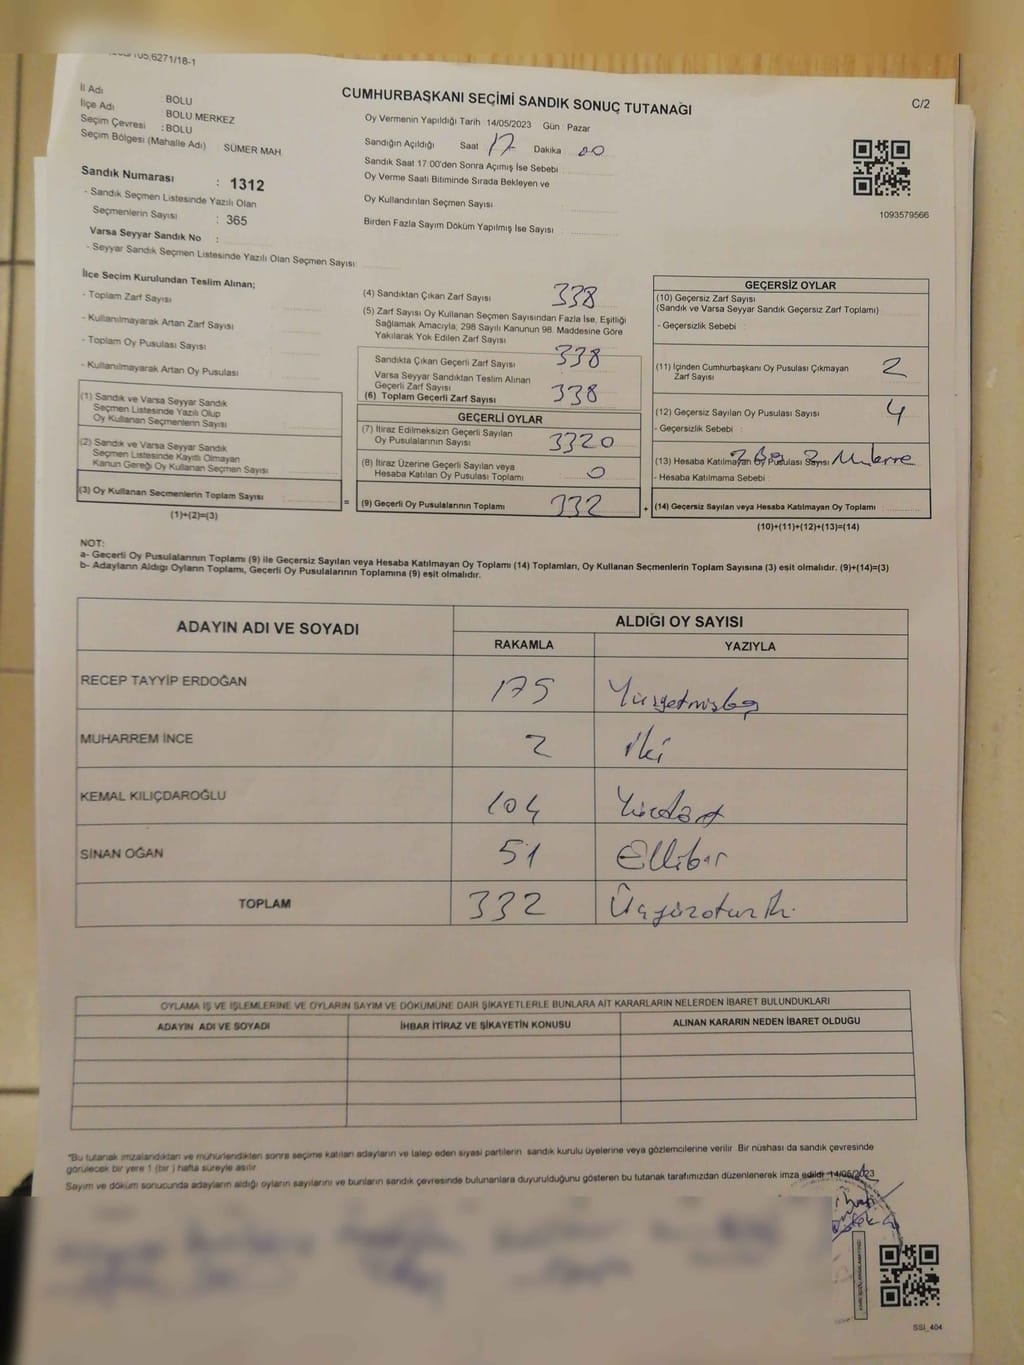 6271/18-1
İl Adı : BOLU
İlçe Adı : BOLU MERKEZ
Seçim Çevresi : BOLU
Seçim Bölgesi (Mahalle Adı) SÜMER MAH.
CUMHURBAŞKANI SEÇİMİ SANDIK SONUÇ TUTANAĞI
C/2
Oy Vermenin Yapıldığı Tarih 14/05/2023 Gün Pazar
Sandığın Açıldığı Saat 17 Dakika 00
Sandık Saat 17:00'den Sonra Açımış İse Sebebi
Oy Verme Saati Bitiminde Sırada Bekleyen ve
Oy Kullandırılan Seçmen Sayısı
Birden Fazla Sayım Döküm Yapılmış İse Sayısı
1093579566
Sandık Numarası : 1312
- Sandık Seçmen Listesinde Yazılı Olan
Seçmenlerin Sayısı : 365
Varsa Seyyar Sandık No :
- Seyyar Sandık Seçmen Listesinde Yazılı Olan Seçmen Sayısı:
İlçe Seçim Kurulundan Teslim Alınan;
- Toplam Zarf Sayısı
- Kullanılmayarak Artan Zarf Sayısı
- Toplam Oy Pusulası Sayısı
- Kullanılmayarak Artan Oy Pusulası
(1) Sandık ve Varsa Seyyar Sandık
Seçmen Listesinde Yazılı Olup
Oy Kullanan Seçmenlerin Sayısı
(2) Sandık ve Varsa Seyyar Sandık
Seçmen Listesinde Kayıtlı Olmayan
Kanun Gereği Oy Kullanan Seçmen Sayısı
(3) Oy Kullanan Seçmenlerin Toplam Sayısı
(1)+(2)=(3)
(4) Sandıktan Çıkan Zarf Sayısı 338
(5) Zarf Sayısı Oy Kullanan Seçmen Sayısından Fazla İse, Eşitliği
Sağlamak Amacıyla; 298 Sayılı Kanunun 98. Maddesine Göre
Yakılarak Yok Edilen Zarf Sayısı
Sandıkta Çıkan Geçerli Zarf Sayısı 338
Varsa Seyyar Sandıktan Teslim Alınan
Geçerli Zarf Sayısı
(6) Toplam Geçerli Zarf Sayısı 338
GEÇERLİ OYLAR
(7) İtiraz Edilmeksizin Geçerli Sayılan
Oy Pusulalarının Sayısı 3320
(8) İtiraz Üzerine Geçerli Sayılan veya
Hesaba Katılan Oy Pusulası Toplamı 0
= (9) Geçerli Oy Pusulalarının Toplamı 332 +
GEÇERSİZ OYLAR
(10) Geçersiz Zarf Sayısı
(Sandık ve Varsa Seyyar Sandık Geçersiz Zarf Toplamı)
- Geçersizlik Sebebi :
(11) İçinden Cumhurbaşkanı Oy Pusulası Çıkmayan
Zarf Sayısı 2
(12) Geçersiz Sayılan Oy Pusulası Sayısı 4
- Geçersizlik Sebebi :
(13) Hesaba Katılmayan Oy Pusulası Sayısı
- Hesaba Katılmama Sebebi :
(14) Geçersiz Sayılan veya Hesaba Katılmayan Oy Toplamı :
(10)+(11)+(12)+(13)=(14)
NOT:
a- Geçerli Oy Pusulalarının Toplamı (9) ile Geçersiz Sayılan veya Hesaba Katılmayan Oy Toplamı (14) Toplamları, Oy Kullanan Seçmenlerin Toplam Sayısına (3) eşit olmalıdır. (9)+(14)=(3)
b- Adayların Aldığı Oyların Toplamı, Geçerli Oy Pusulalarının Toplamına (9) eşit olmalıdır.
ADAYIN ADI VE SOYADI
ALDIĞI OY SAYISI
RAKAMLA YAZIYLA
RECEP TAYYİP ERDOĞAN 175 Yüzyetmişbeş
MUHARREM İNCE 2 İki
KEMAL KILIÇDAROĞLU 104 Yüzdört
SİNAN OĞAN 51 Ellibir
TOPLAM 332 Üçyüzotuziki
OYLAMA İŞ VE İŞLEMLERİNE VE OYLARIN SAYIM VE DÖKÜMÜNE DAİR ŞİKAYETLERLE BUNLARA AİT KARARLARIN NELERDEN İBARET BULUNDUKLARI
ADAYIN ADI VE SOYADI İHBAR İTİRAZ VE ŞİKAYETİN KONUSU ALINAN KARARIN NEDEN İBARET OLDUĞU
"Bu tutanak imzalandıktan ve mühürlendikten sonra seçime katılan adayların ve talep eden siyasi partilerin sandık kurulu üyelerine veya gözlemcilerine verilir. Bir nüshası da sandık çevresinde
görülecek bir yere 1 (bir) hafta süreyle asılır.
Sayım ve döküm sonucunda adayların aldığı oyların sayılarını ve bunların sandık çevresinde bulunanlara duyurulduğunu gösteren bu tutanak tarafımızdan düzenlenerek imza edildi. 14/05/2023
SSI_404